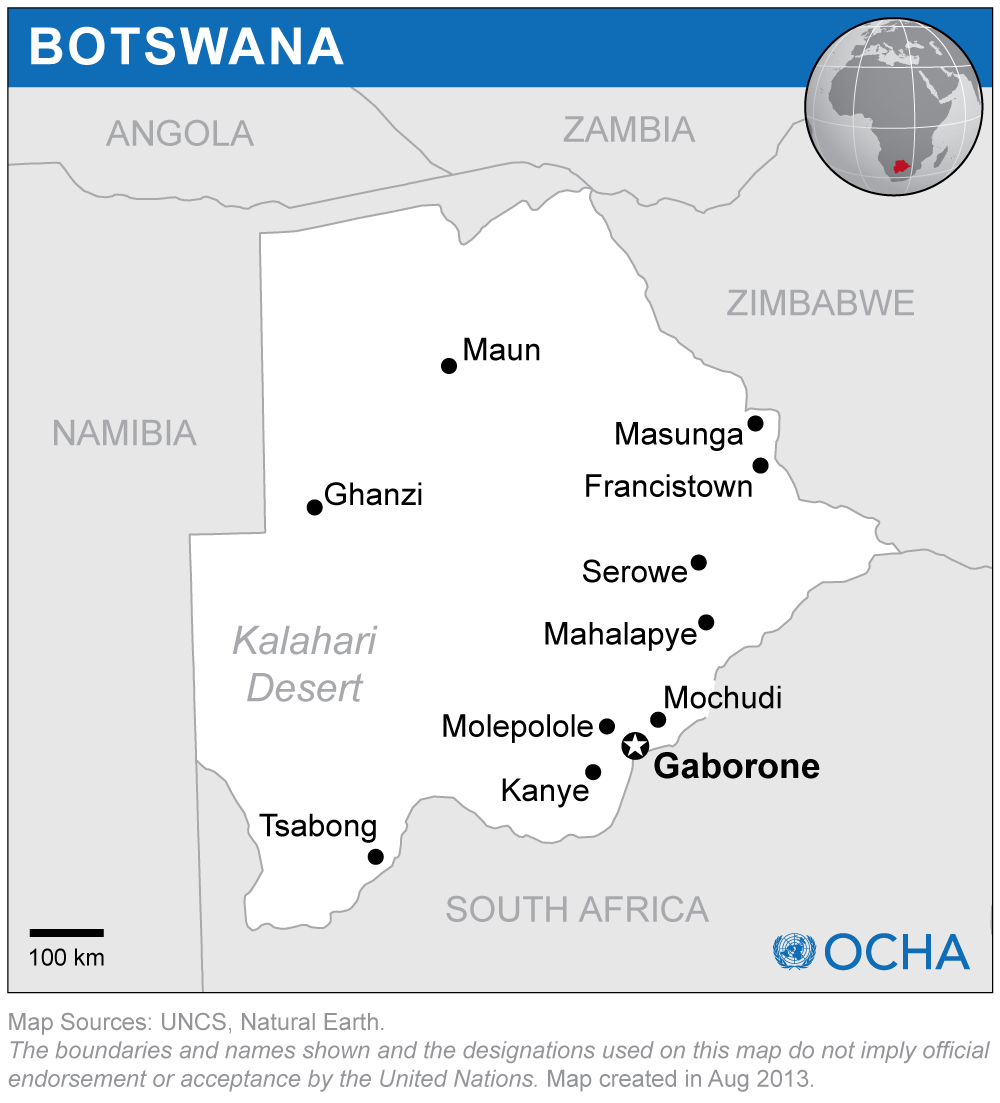 BOTSWANA
ANGOLA
ZAMBIA
ZIMBABWE
NAMIBIA
Maun
Masunga
Francistown
Ghanzi
Serowe
Mahalapye
Kalahari
Desert
Mochudi
Molepolole
Gaborone
Kanye
Tsabong
SOUTH AFRICA
100 km
OCHA
Map Sources: UNCS, Natural Earth.
The boundaries and names shown and the designations used on this map do not imply official
endorsement or acceptance by the United Nations. Map created in Aug 2013.